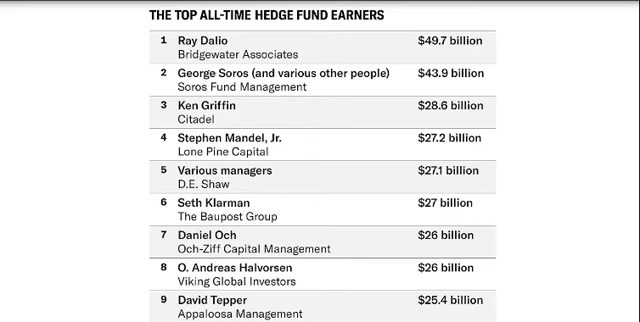 THE TOP ALL-TIME HEDGE FUND EARNERS
1 Ray Dalio $49.7 billion
Bridgewater Associates
2 George Soros (and various other people) $43.9 billion
Soros Fund Management
3 Ken Griffin $28.6 billion
Citadel
4 Stephen Mandel, Jr. $27.2 billion
Lone Pine Capital
5 Various managers $27.1 billion
D.E. Shaw
6 Seth Klarman $27 billion
The Baupost Group
7 Daniel Och $26 billion
Och-Ziff Capital Management
8 O. Andreas Halvorsen $26 billion
Viking Global Investors
9 David Tepper $25.4 billion
Appaloosa Management